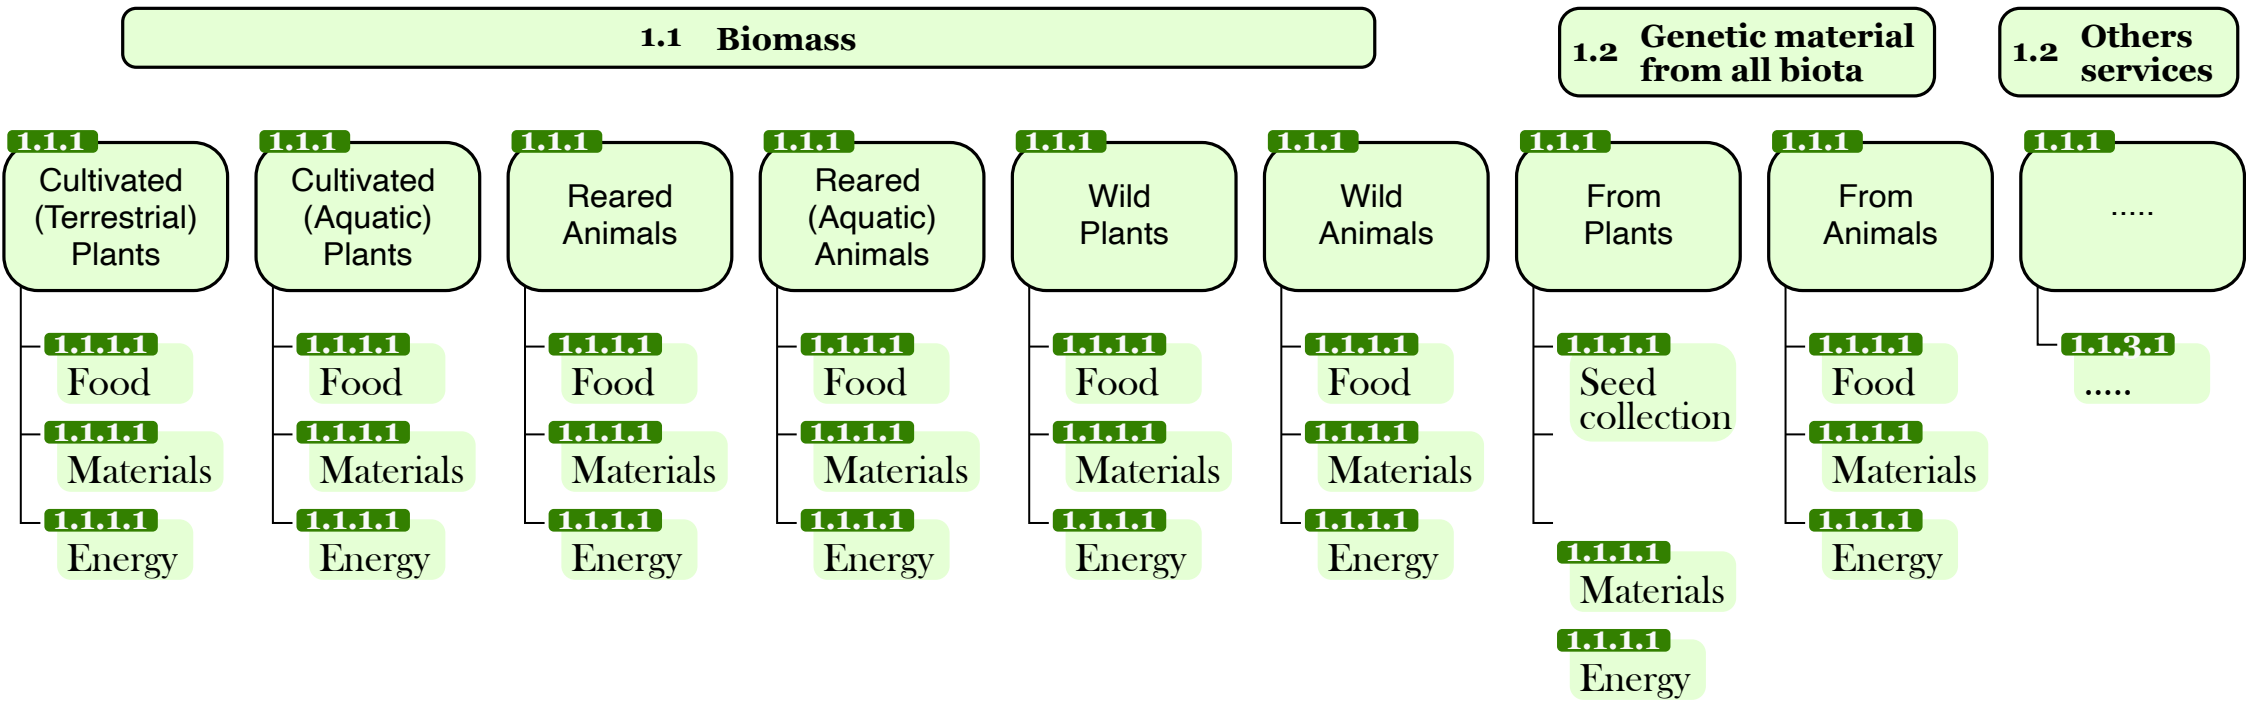 1.1 Biomass
1.2 Genetic material
from all biota
1.2 Others
services
1.1.1
Cultivated
(Terrestrial)
Plants
1.1.1.1
Food
1.1.1.1
Materials
1.1.1.1
Energy
1.1.1
Cultivated
(Aquatic)
Plants
1.1.1.1
Food
1.1.1.1
Materials
1.1.1.1
Energy
1.1.1
Reared
Animals
1.1.1.1
Food
1.1.1.1
Materials
1.1.1.1
Energy
1.1.1
Reared
(Aquatic)
Animals
1.1.1.1
Food
1.1.1.1
Materials
1.1.1.1
Energy
1.1.1
Wild
Plants
1.1.1.1
Food
1.1.1.1
Materials
1.1.1.1
Energy
1.1.1
Wild
Animals
1.1.1.1
Food
1.1.1.1
Materials
1.1.1.1
Energy
1.1.1
From
Plants
1.1.1.1
Seed
collection
1.1.1.1
Materials
1.1.1.1
Energy
1.1.1
From
Animals
1.1.1.1
Food
1.1.1.1
Materials
1.1.1.1
Energy
1.1.1
.....
1.1.3.1
.....